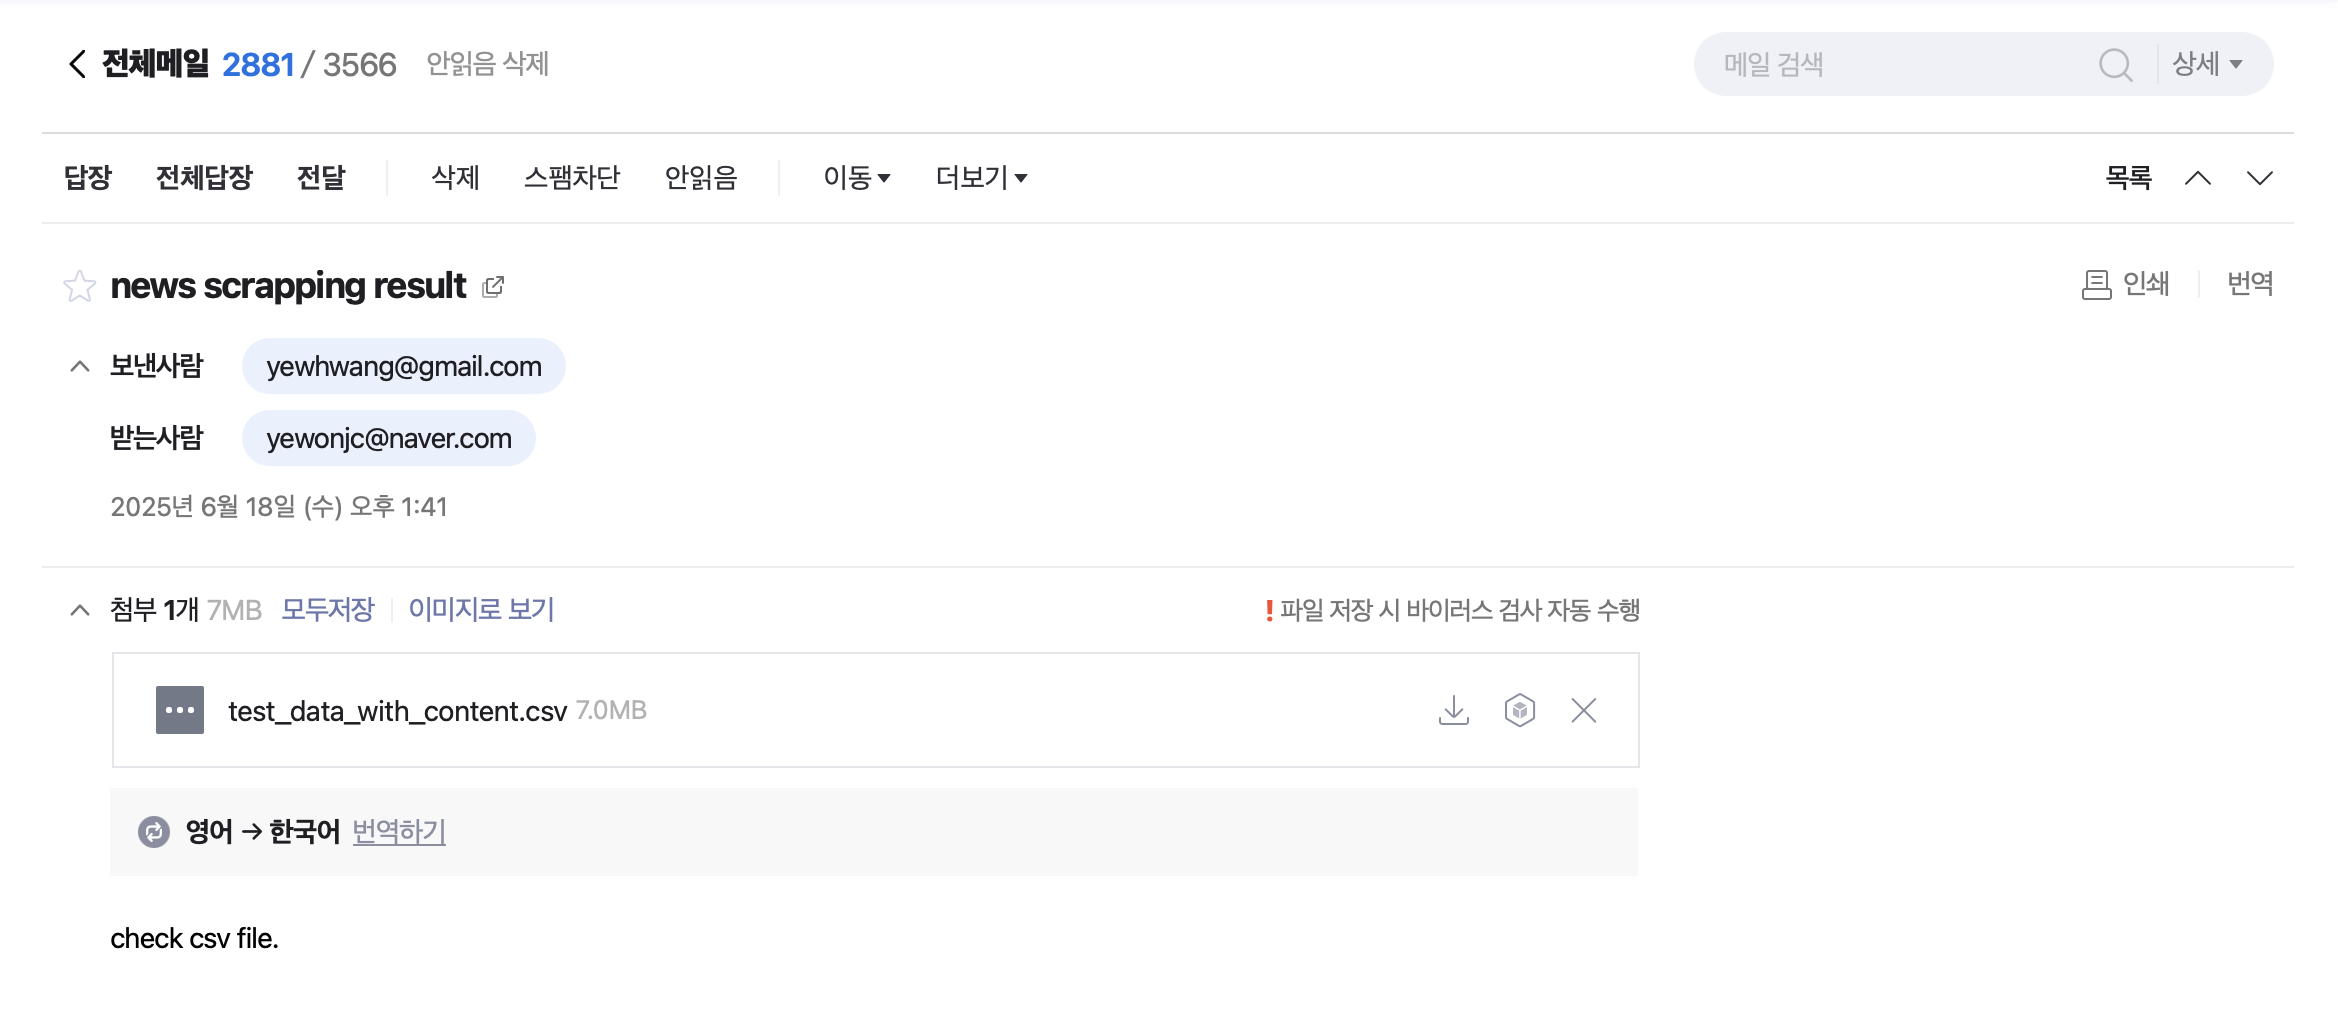 전체메일 2881 / 3566 안읽음 삭제 메일 검색 상세
답장 전체답장 전달 삭제 스팸차단 안읽음 이동 더보기 목록
news scrapping result 인쇄 번역
보낸사람 yewhwang@gmail.com
받는사람 yewonjc@naver.com
2025년 6월 18일 (수) 오후 1:41
첨부 1개 7MB 모두저장 이미지로 보기 ! 파일 저장 시 바이러스 검사 자동 수행
test_data_with_content.csv 7.0MB
영어 → 한국어 번역하기
check csv file.